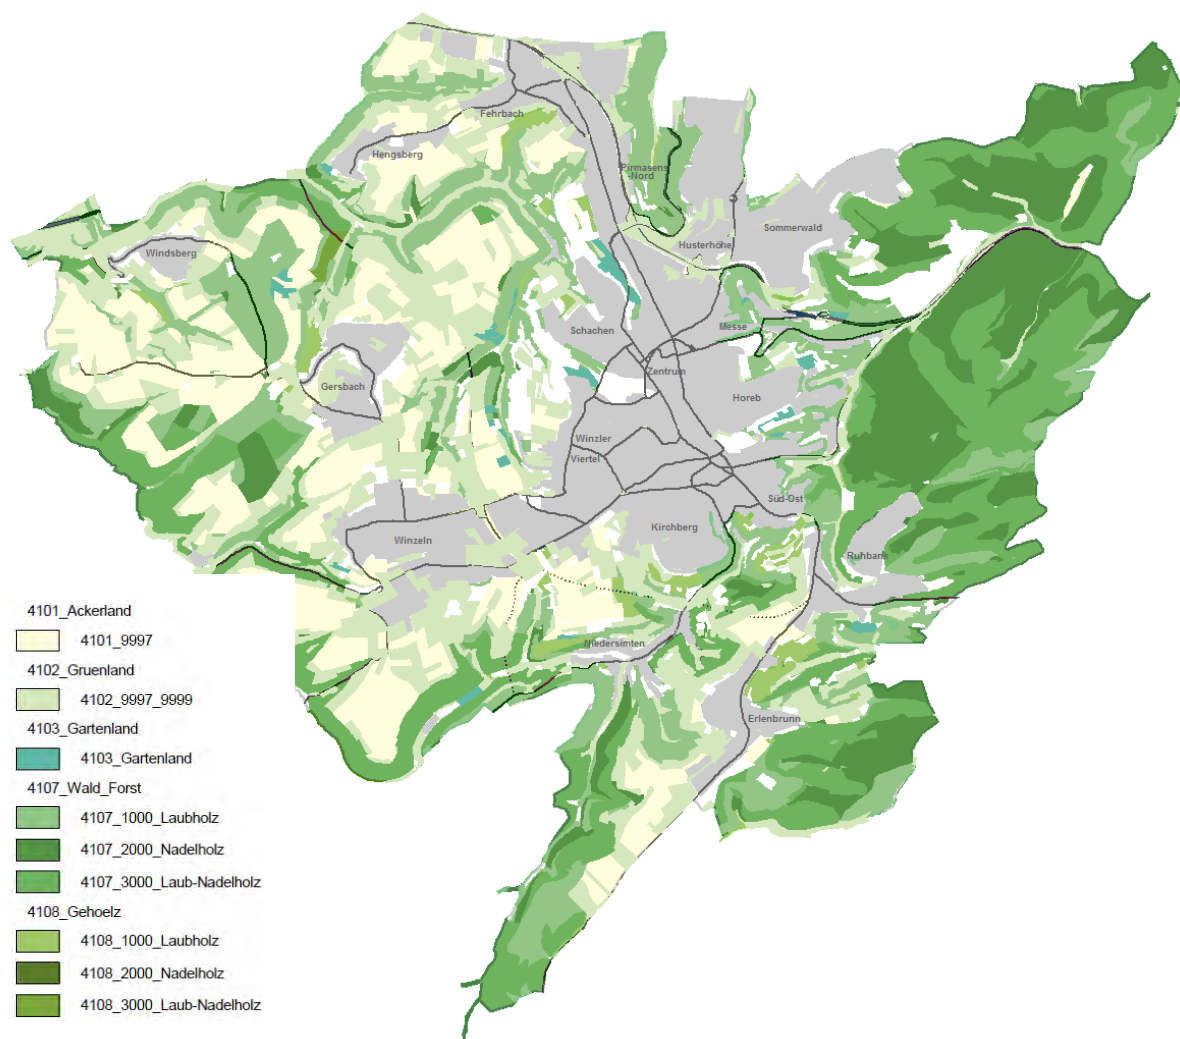 Fehrbach
Hengsberg
Pirmasens
-Nord
Sommerwald
Husterhöhe
Windsberg
Schachen
Messe
Zentrum
Gersbach
Horeb
Winzler
Viertel
Süd-Ost
Kirchberg
Winzeln
Ruhbank
Niedersimten
Erlenbrunn
4101_Ackerland
4101_9997
4102_Gruenland
4102_9997_9999
4103_Gartenland
4103_Gartenland
4107_Wald_Forst
4107_1000_Laubholz
4107_2000_Nadelholz
4107_3000_Laub-Nadelholz
4108_Gehoelz
4108_1000_Laubholz
4108_2000_Nadelholz
4108_3000_Laub-Nadelholz